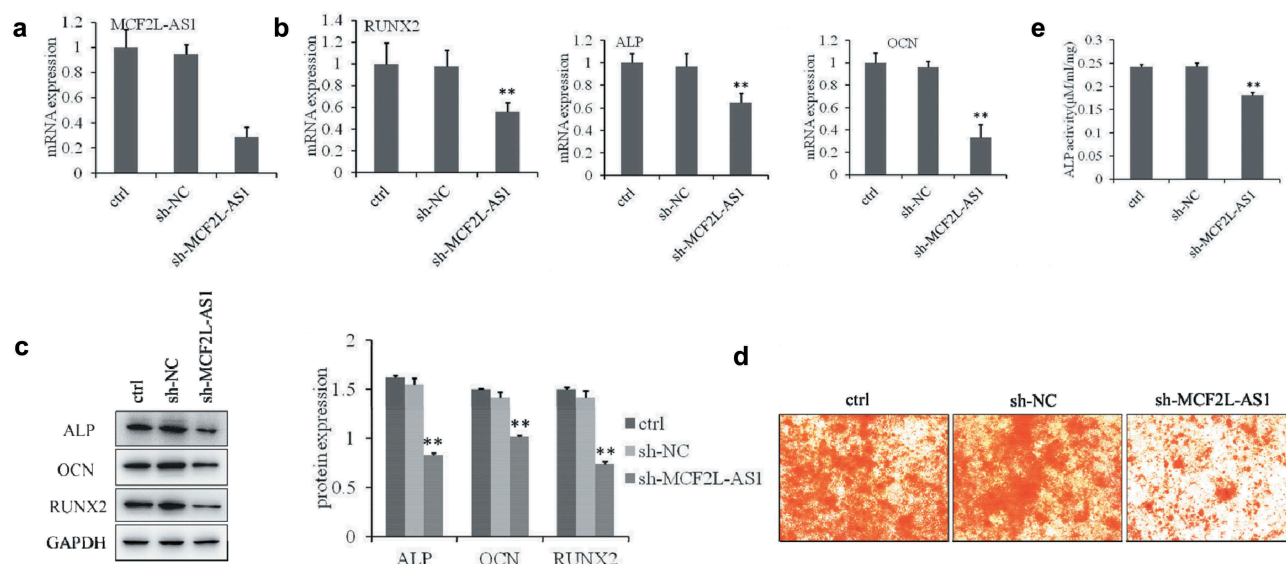 a
MCF2L-AS1
mRNA expression
1.2
1
0.8
0.6
0.4
0.2
0
ctrl
sh-NC
sh-MCF2L-AS1
b
RUNX2
mRNA expression
1.4
1.2
1
0.8
0.6
0.4
0.2
0
**
ctrl
sh-NC
sh-MCF2L-AS1
ALP
mRNA expression
1.2
1
0.8
0.6
0.4
0.2
0
**
ctrl
sh-NC
sh-MCF2L-AS1
OCN
mRNA expression
1.2
1
0.8
0.6
0.4
0.2
0
**
ctrl
sh-NC
sh-MCF2L-AS1
e
ALP activity(μM/ml/mg)
0.3
0.25
0.2
0.15
0.1
0.05
0
**
ctrl
sh-NC
sh-MCF2L-AS1
c
ctrl
sh-NC
sh-MCF2L-AS1
ALP
OCN
RUNX2
GAPDH
protein expression
2
1.5
1
0.5
0
**
**
**
ALP
OCN
RUNX2
ctrl
sh-NC
sh-MCF2L-AS1
d
ctrl
sh-NC
sh-MCF2L-AS1